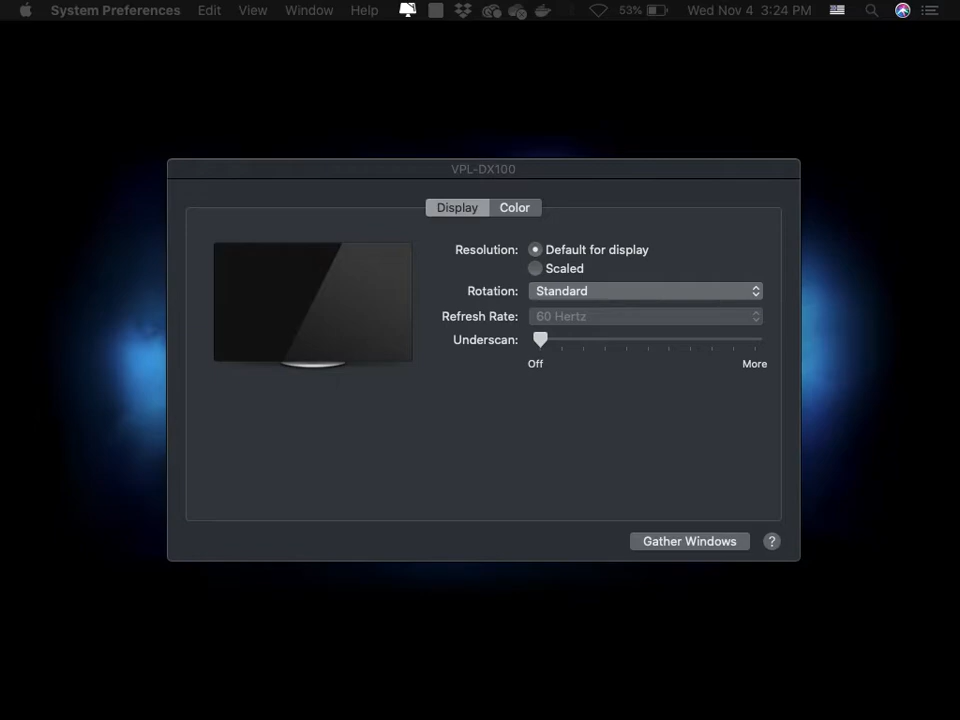 System Preferences Edit View Window Help 53% Wed Nov 4 3:24 PM
VPL-DX100
Display Color
Resolution: Default for display
Scaled
Rotation: Standard
Refresh Rate: 60 Hertz
Underscan:
Off More
Gather Windows ?